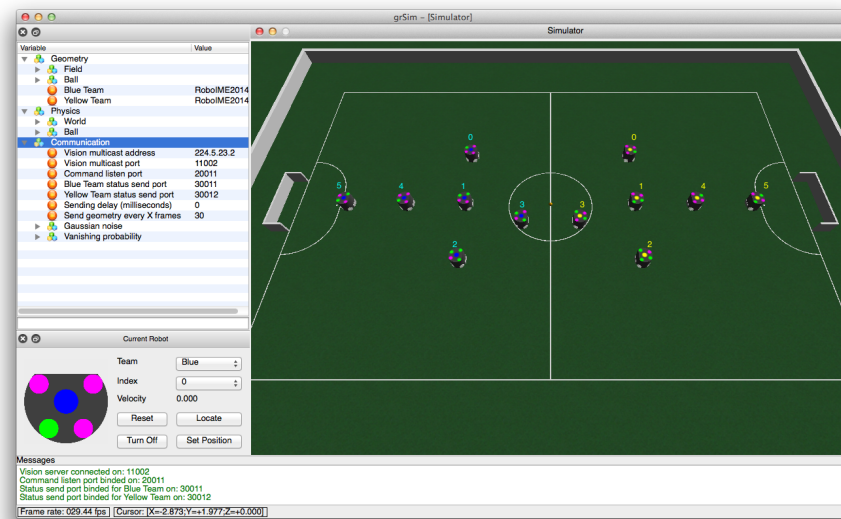 grSim - [Simulator]
Simulator
Variable Value
Geometry
Field
Ball
Blue Team RoboIME2014
Yellow Team RoboIME2014
Physics
World
Ball
Communication
Vision multicast address 224.5.23.2
Vision multicast port 11002
Command listen port 20011
Blue Team status send port 30011
Yellow Team status send port 30012
Sending delay (milliseconds) 0
Send geometry every X frames 30
Gaussian noise
Vanishing probability
0 0
5 4 1 1 4 5
3 3
2 2
Current Robot
Team Blue
Index 0
Velocity 0.000
Reset Locate
Turn Off Set Position
Messages
Vision server connected on: 11002
Command listen port binded on: 20011
Status send port binded for Blue Team on: 30011
Status send port binded for Yellow Team on: 30012
Frame rate: 029.44 fps Cursor: [X=-2.873;Y=+1.977;Z=+0.000]